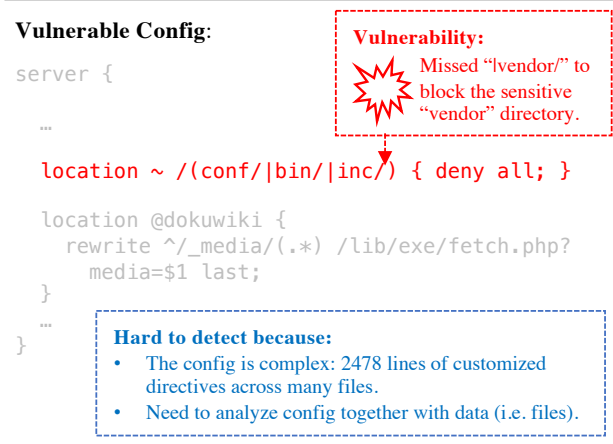 Vulnerable Config:
Vulnerability:
Missed “|vendor/” to
block the sensitive
“vendor” directory.
server {
…
location ~ /(conf/|bin/|inc/) { deny all; }
location @dokuwiki {
rewrite ^/_media/(.*) /lib/exe/fetch.php?
media=$1 last;
}
…
}
Hard to detect because:
• The config is complex: 2478 lines of customized
directives across many files.
• Need to analyze config together with data (i.e. files).